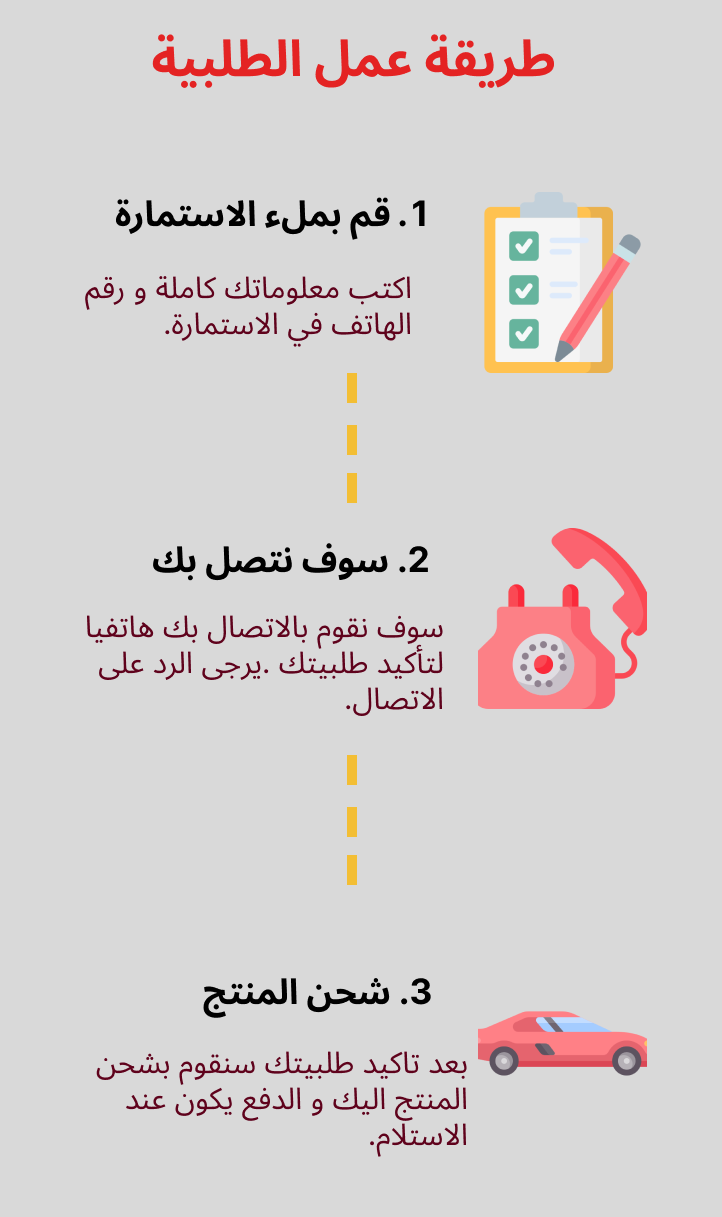 طريقة عمل الطلبية
1. قم بملء الاستمارة
اكتب معلوماتك كاملة و رقم
الهاتف في الاستمارة.
2. سوف نتصل بك
سوف نقوم بالاتصال بك هاتفيا
لتأكيد طلبيتك .يرجى الرد على
الاتصال.
3. شحن المنتج
بعد تاكيد طلبيتك سنقوم بشحن
المنتج اليك و الدفع يكون عند
الاستلام.